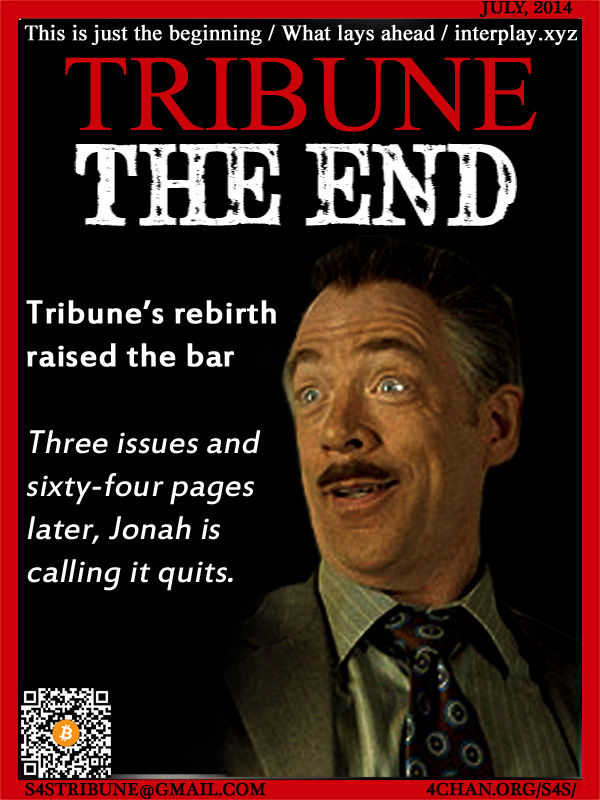 JULY, 2014
This is just the beginning / What lays ahead / interplay.xyz
TRIBUNE
THE END
Tribune's rebirth
raised the bar
Three issues and
sixty-four pages
later, Jonah is
calling it quits.
S4STRIBUNE@GMAIL.COM
4CHAN.ORG/S4S/